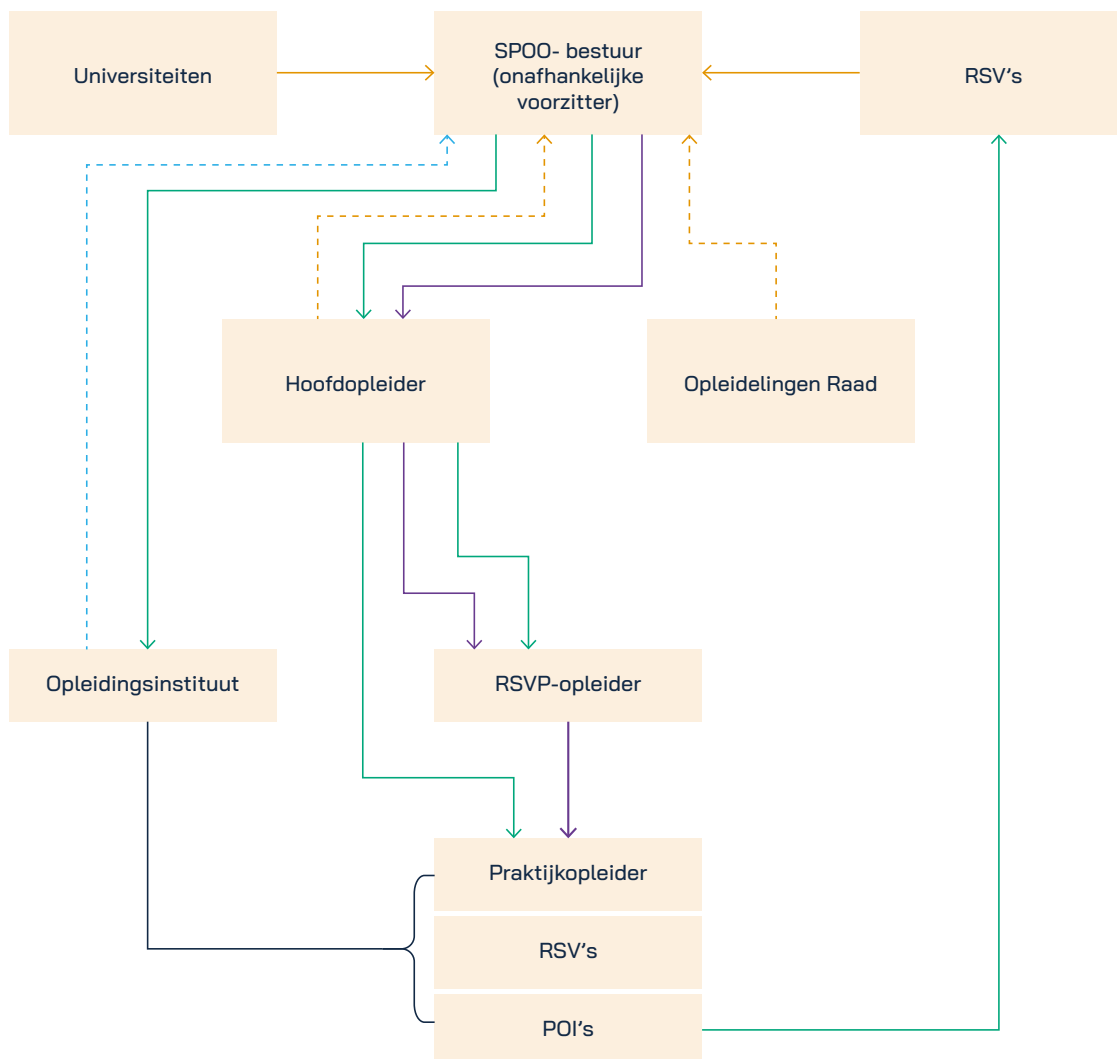 Universiteiten
SPOO- bestuur
(onafhankelijke
voorzitter)
RSV's
Hoofdopleider
Opleidelingen Raad
Opleidingsinstituut
RSVP-opleider
Praktijkopleider
RSV's
POI's